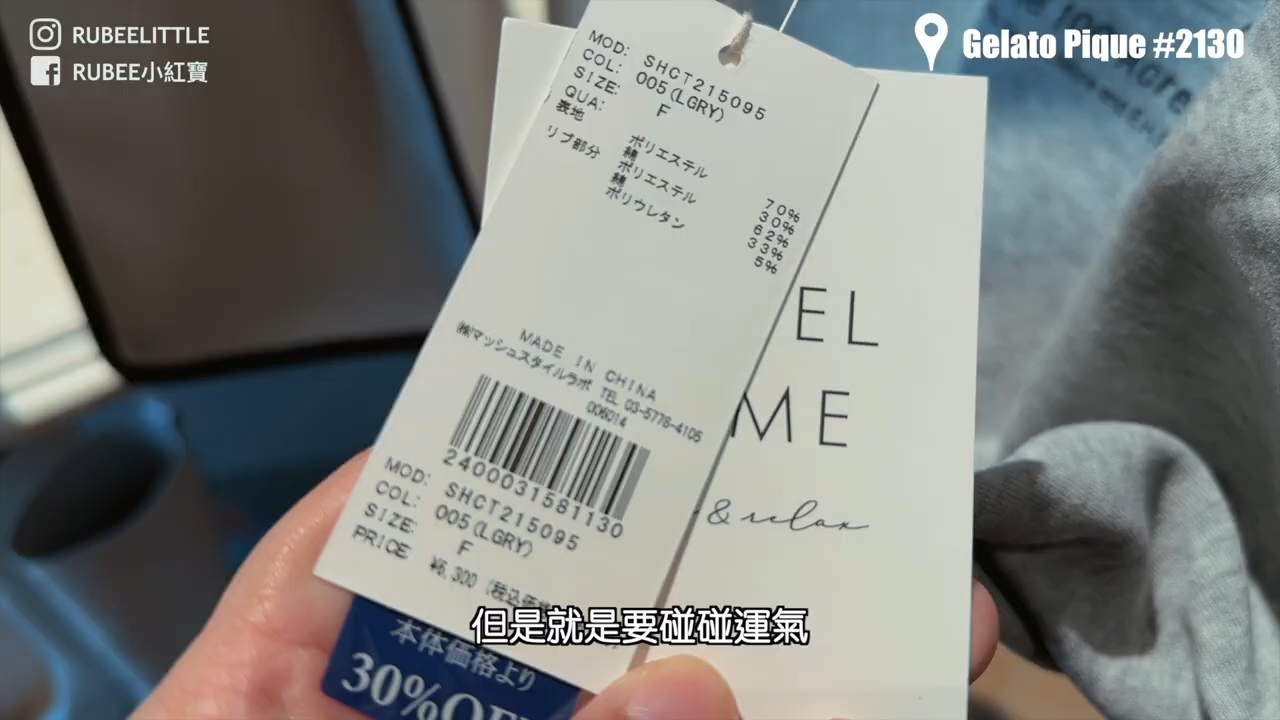 RUBEELITTLE
RUBEE小紅寶
Gelato Pique #2130
MOD: SHCT215095
COL: 005(LGRY)
SIZE: F
QUA:
表地 ポリエステル 70%
綿 30%
リブ部分 ポリエステル 62%
綿 33%
ポリウレタン 5%
MADE IN CHINA
㈱マッシュスタイルラボ TEL 03-5778-4105
006014
2400031581130
MOD: SHCT215095
COL: 005(LGRY)
SIZE: F
PRICE: ¥6,300 (税込価
本体価格より
30%OFF
EL
ME
& relax
但是就是要碰碰運氣